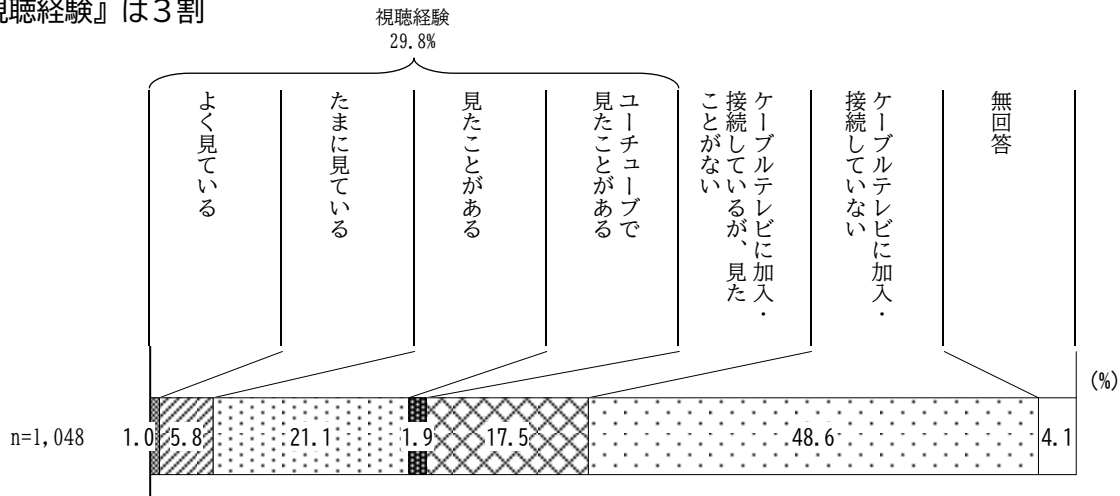 視聴経験』は3割
視聴経験
29.8%
よく見ている
たまに見ている
見たことがある
ユーチューブで
見たことがある
ケーブルテレビに加入・
接続しているが、見た
ことがない
ケーブルテレビに加入・
接続していない
無回答
(%)
n=1,048 1.0 5.8 21.1 1.9 17.5 48.6 4.1